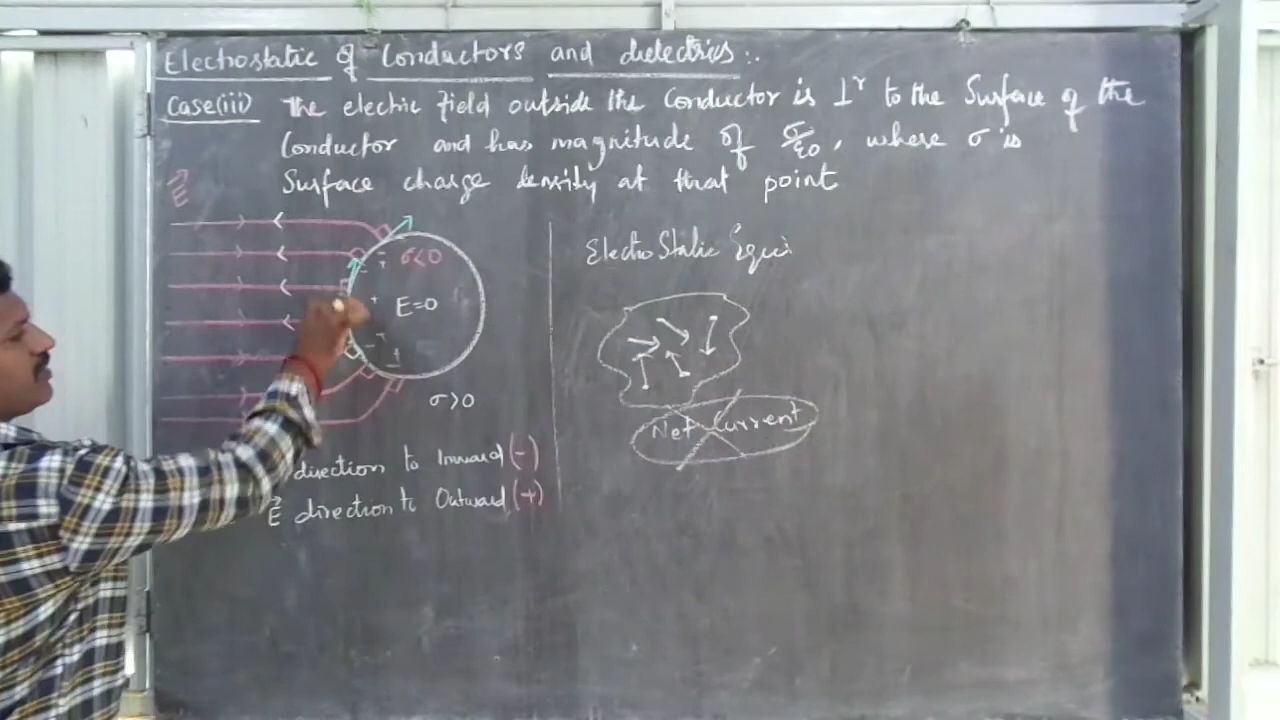 Electrostatic of Conductors and dielectrics:.
Case(iii) The electric field outside the Conductor is ⊥r to the Surface of the
Conductor and has magnitude of σ/ε0, where σ is
Surface charge density at that point
E⃗
σ<0
E=0
σ>0
direction to Inward (-)
E⃗ direction to Outward (+)
Electro Static Equi
Net Current